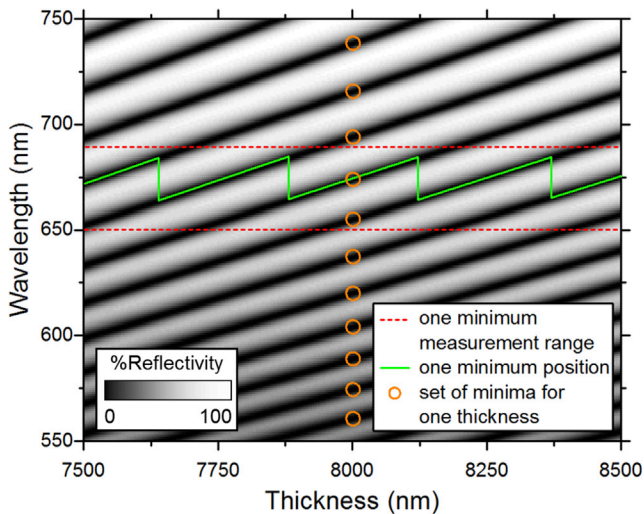 750
700
650
600
550
Wavelength (nm)
%Reflectivity
0 100
one minimum
measurement range
one minimum position
set of minima for
one thickness
7500 7750 8000 8250 8500
Thickness (nm)